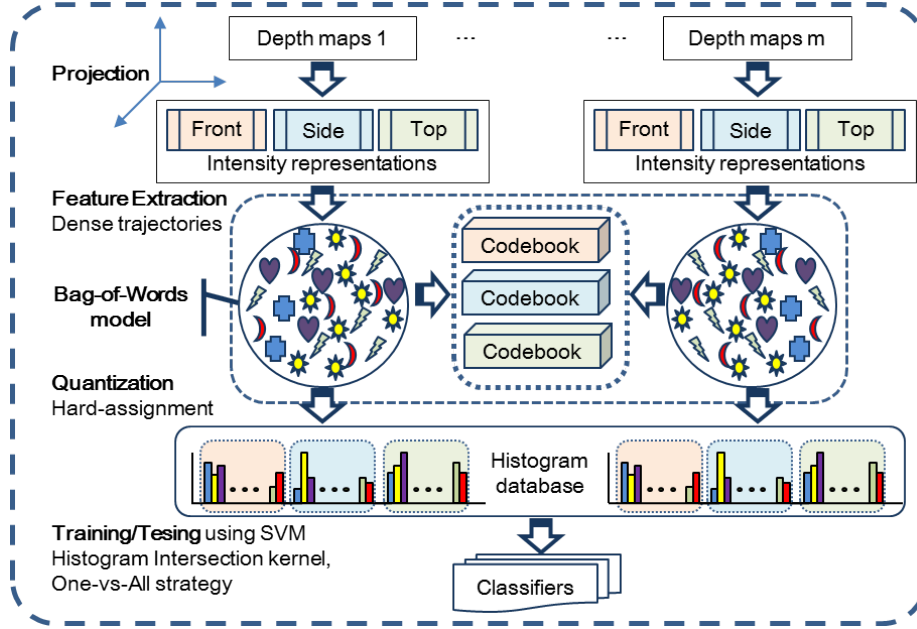 Depth maps 1
...
...
Depth maps m
Projection
Front
Side
Top
Front
Side
Top
Intensity representations
Intensity representations
Feature Extraction
Dense trajectories
Codebook
Codebook
Codebook
Bag-of-Words
model
Quantization
Hard-assignment
Histogram
database
Training/Tesing using SVM
Histogram Intersection kernel,
One-vs-All strategy
Classifiers